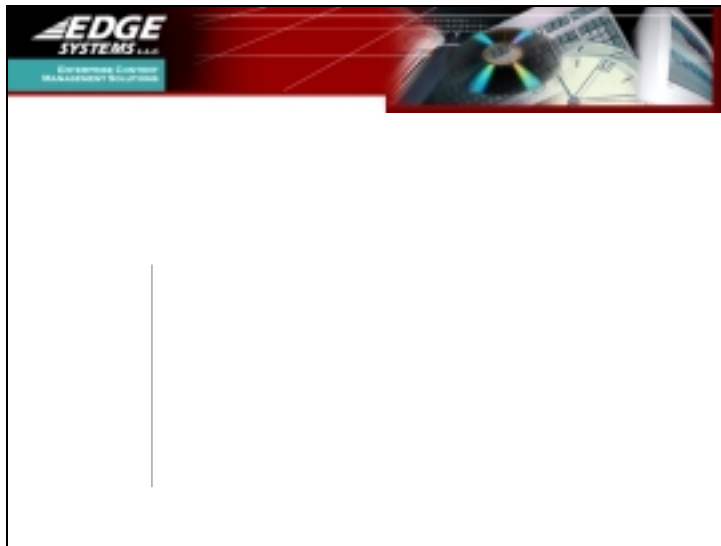 EDGE
SYSTEMS L.L.C.
ENTERPRISE CONTENT
MANAGEMENT SOLUTIONS